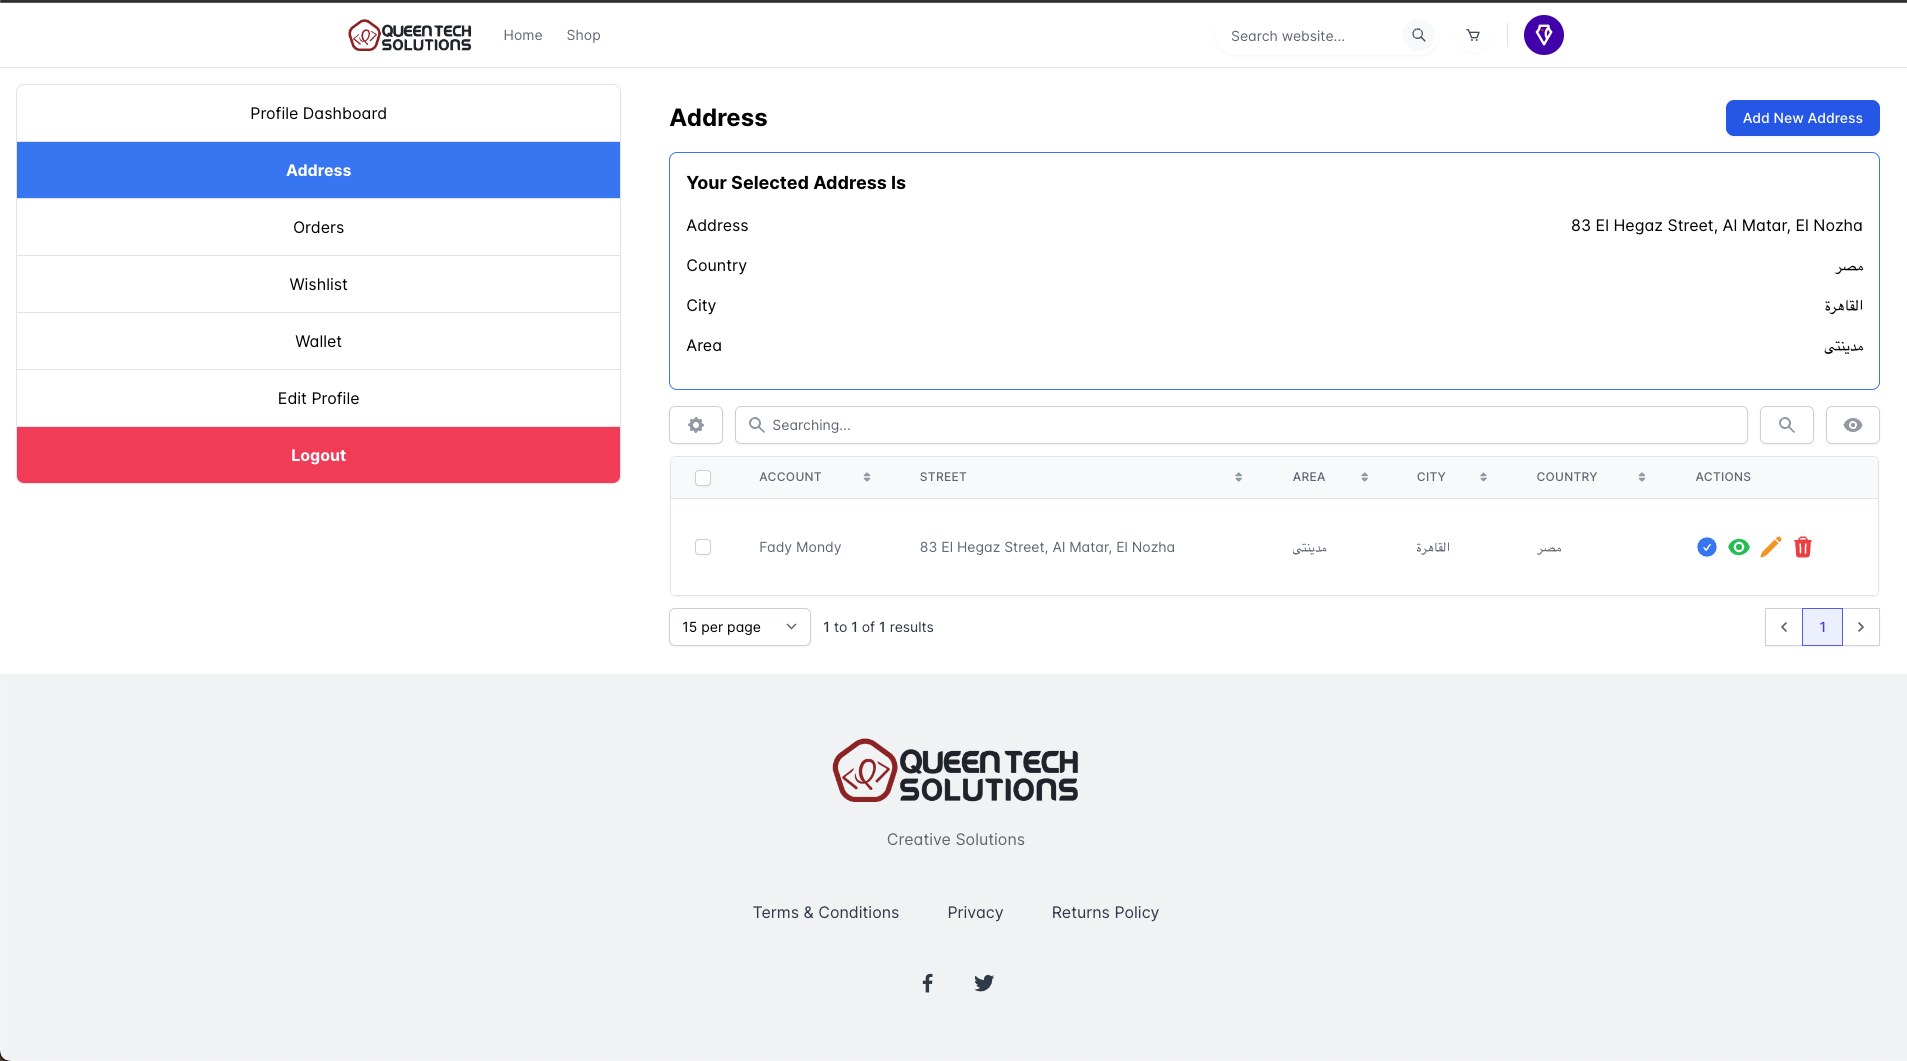 QUEEN TECH
SOLUTIONS
Home
Shop
Search website...
Profile Dashboard
Address
Orders
Wishlist
Wallet
Edit Profile
Logout
Address
Add New Address
Your Selected Address Is
Address 83 El Hegaz Street, Al Matar, El Nozha
Country مصر
City القاهرة
Area مدينتى
Searching...
ACCOUNT STREET AREA CITY COUNTRY ACTIONS
Fady Mondy 83 El Hegaz Street, Al Matar, El Nozha مدينتى القاهرة مصر
15 per page 1 to 1 of 1 results 1
QUEEN TECH
SOLUTIONS
Creative Solutions
Terms & Conditions Privacy Returns Policy